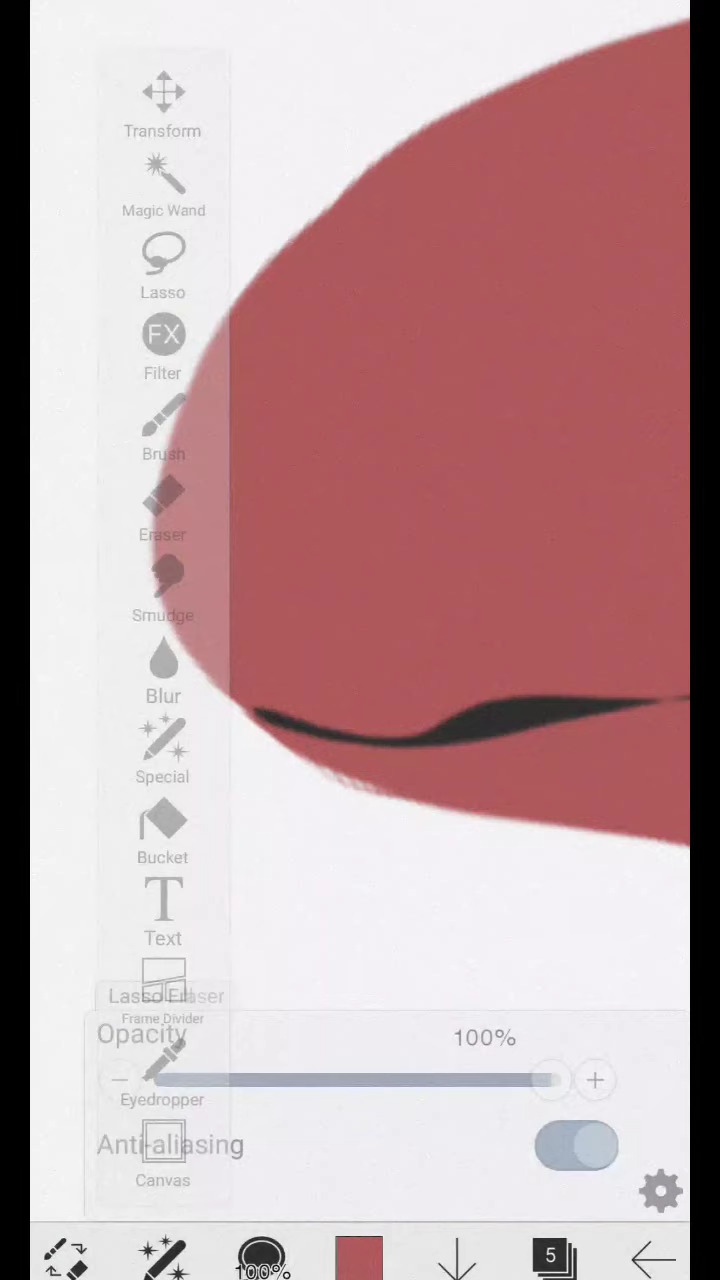 Transform
Magic Wand
Lasso
FX
Filter
Brush
Eraser
Smudge
Blur
Special
Bucket
T
Text
Lasso Eraser
Frame Divider
Opacity
100%
Eyedropper
Anti-aliasing
Canvas
100%
5